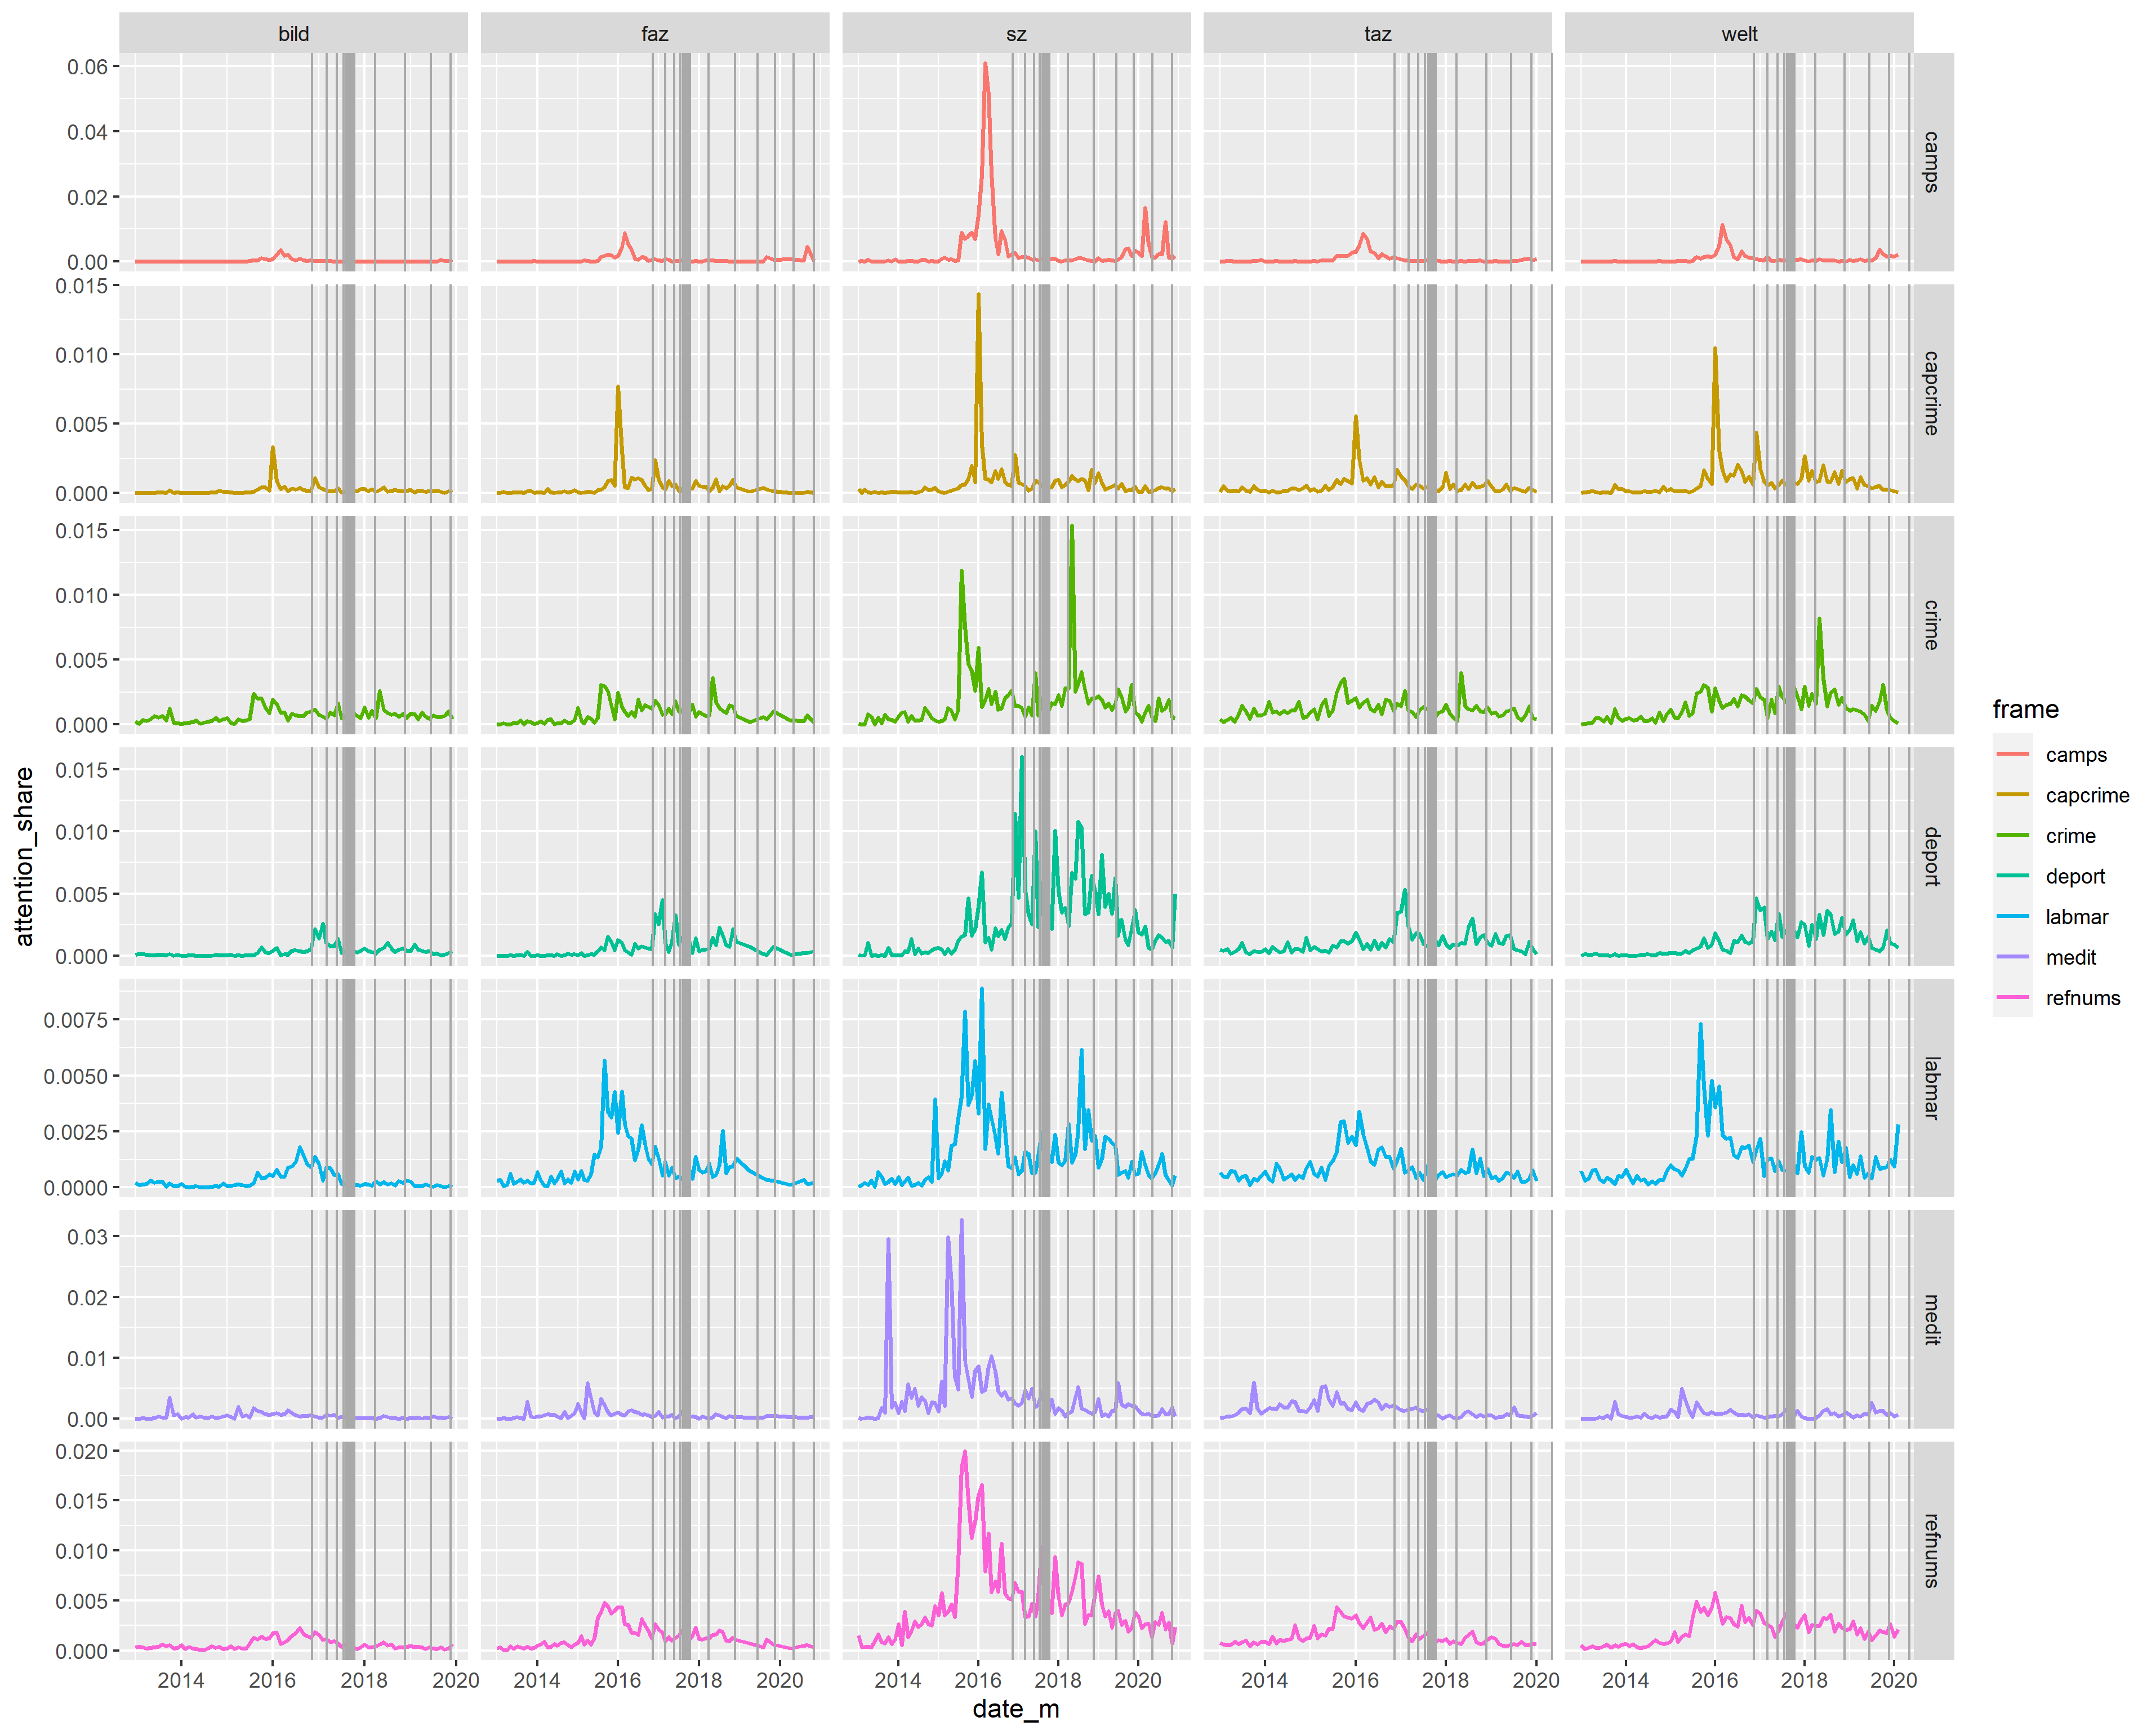 bild faz sz taz welt
0.06
0.04
0.02
0.00
camps
0.015
0.010
0.005
0.000
capcrime
0.015
0.010
0.005
0.000
crime
0.015
0.010
0.005
0.000
deport
0.0075
0.0050
0.0025
0.0000
labmar
0.03
0.02
0.01
0.00
medit
0.020
0.015
0.010
0.005
0.000
refnums
2014 2016 2018 2020 2014 2016 2018 2020 2014 2016 2018 2020 2014 2016 2018 2020 2014 2016 2018 2020
date_m
attention_share
frame
camps
capcrime
crime
deport
labmar
medit
refnums